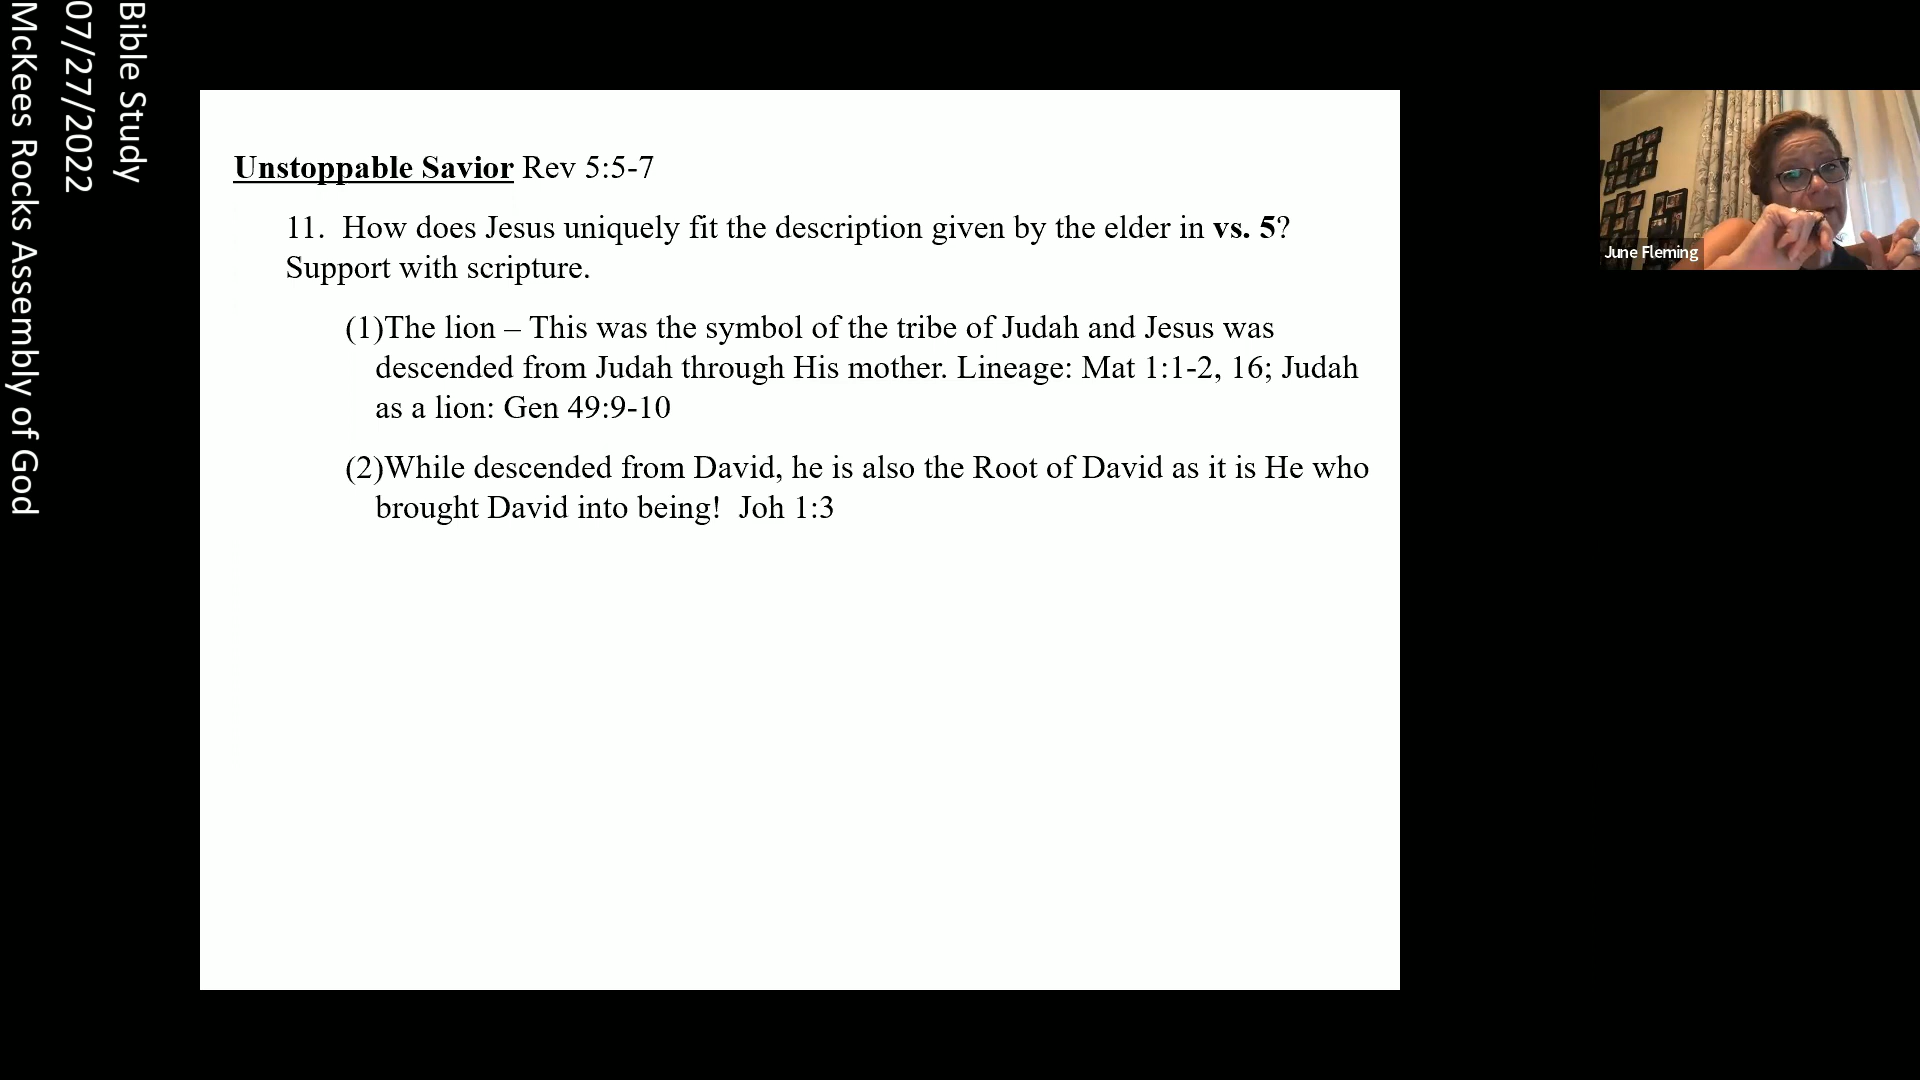 Bible Study
07/27/2022
McKees Rocks Assembly of God
Unstoppable Savior Rev 5:5-7
11.  How does Jesus uniquely fit the description given by the elder in vs. 5?
Support with scripture.
(1)The lion – This was the symbol of the tribe of Judah and Jesus was
descended from Judah through His mother. Lineage: Mat 1:1-2, 16; Judah
as a lion: Gen 49:9-10
(2)While descended from David, he is also the Root of David as it is He who
brought David into being!  Joh 1:3
June Fleming